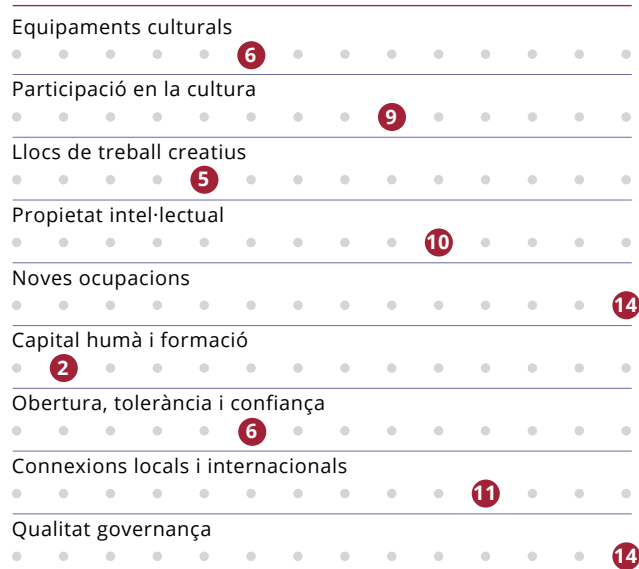 Equipaments culturals
6
Participació en la cultura
9
Llocs de treball creatius
5
Propietat intel·lectual
10
Noves ocupacions
14
Capital humà i formació
2
Obertura, tolerància i confiança
6
Connexions locals i internacionals
11
Qualitat governança
14